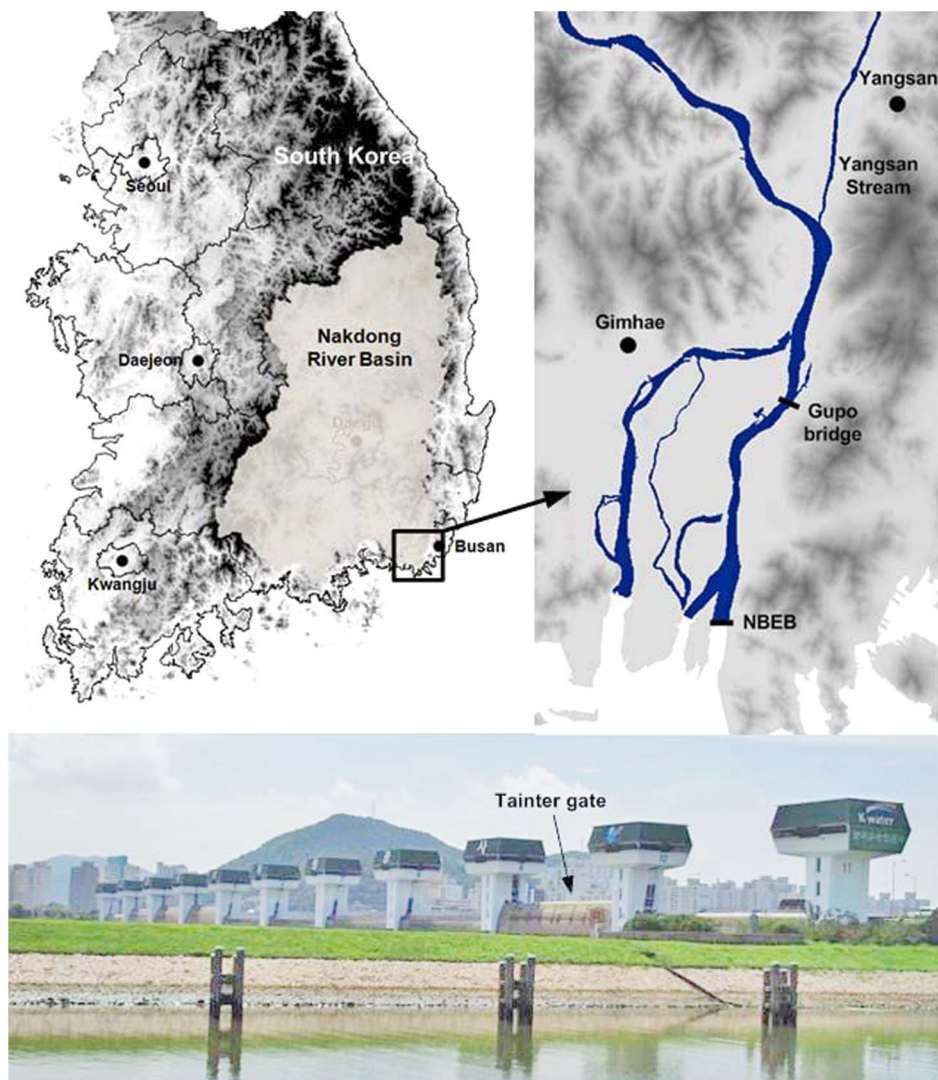 South Korea
Seoul
Nakdong
River Basin
Daejeon
Daegu
Kwangju
Busan
Yangsan
Yangsan
Stream
Gimhae
Gupo
bridge
NBEB
Tainter gate
K-water